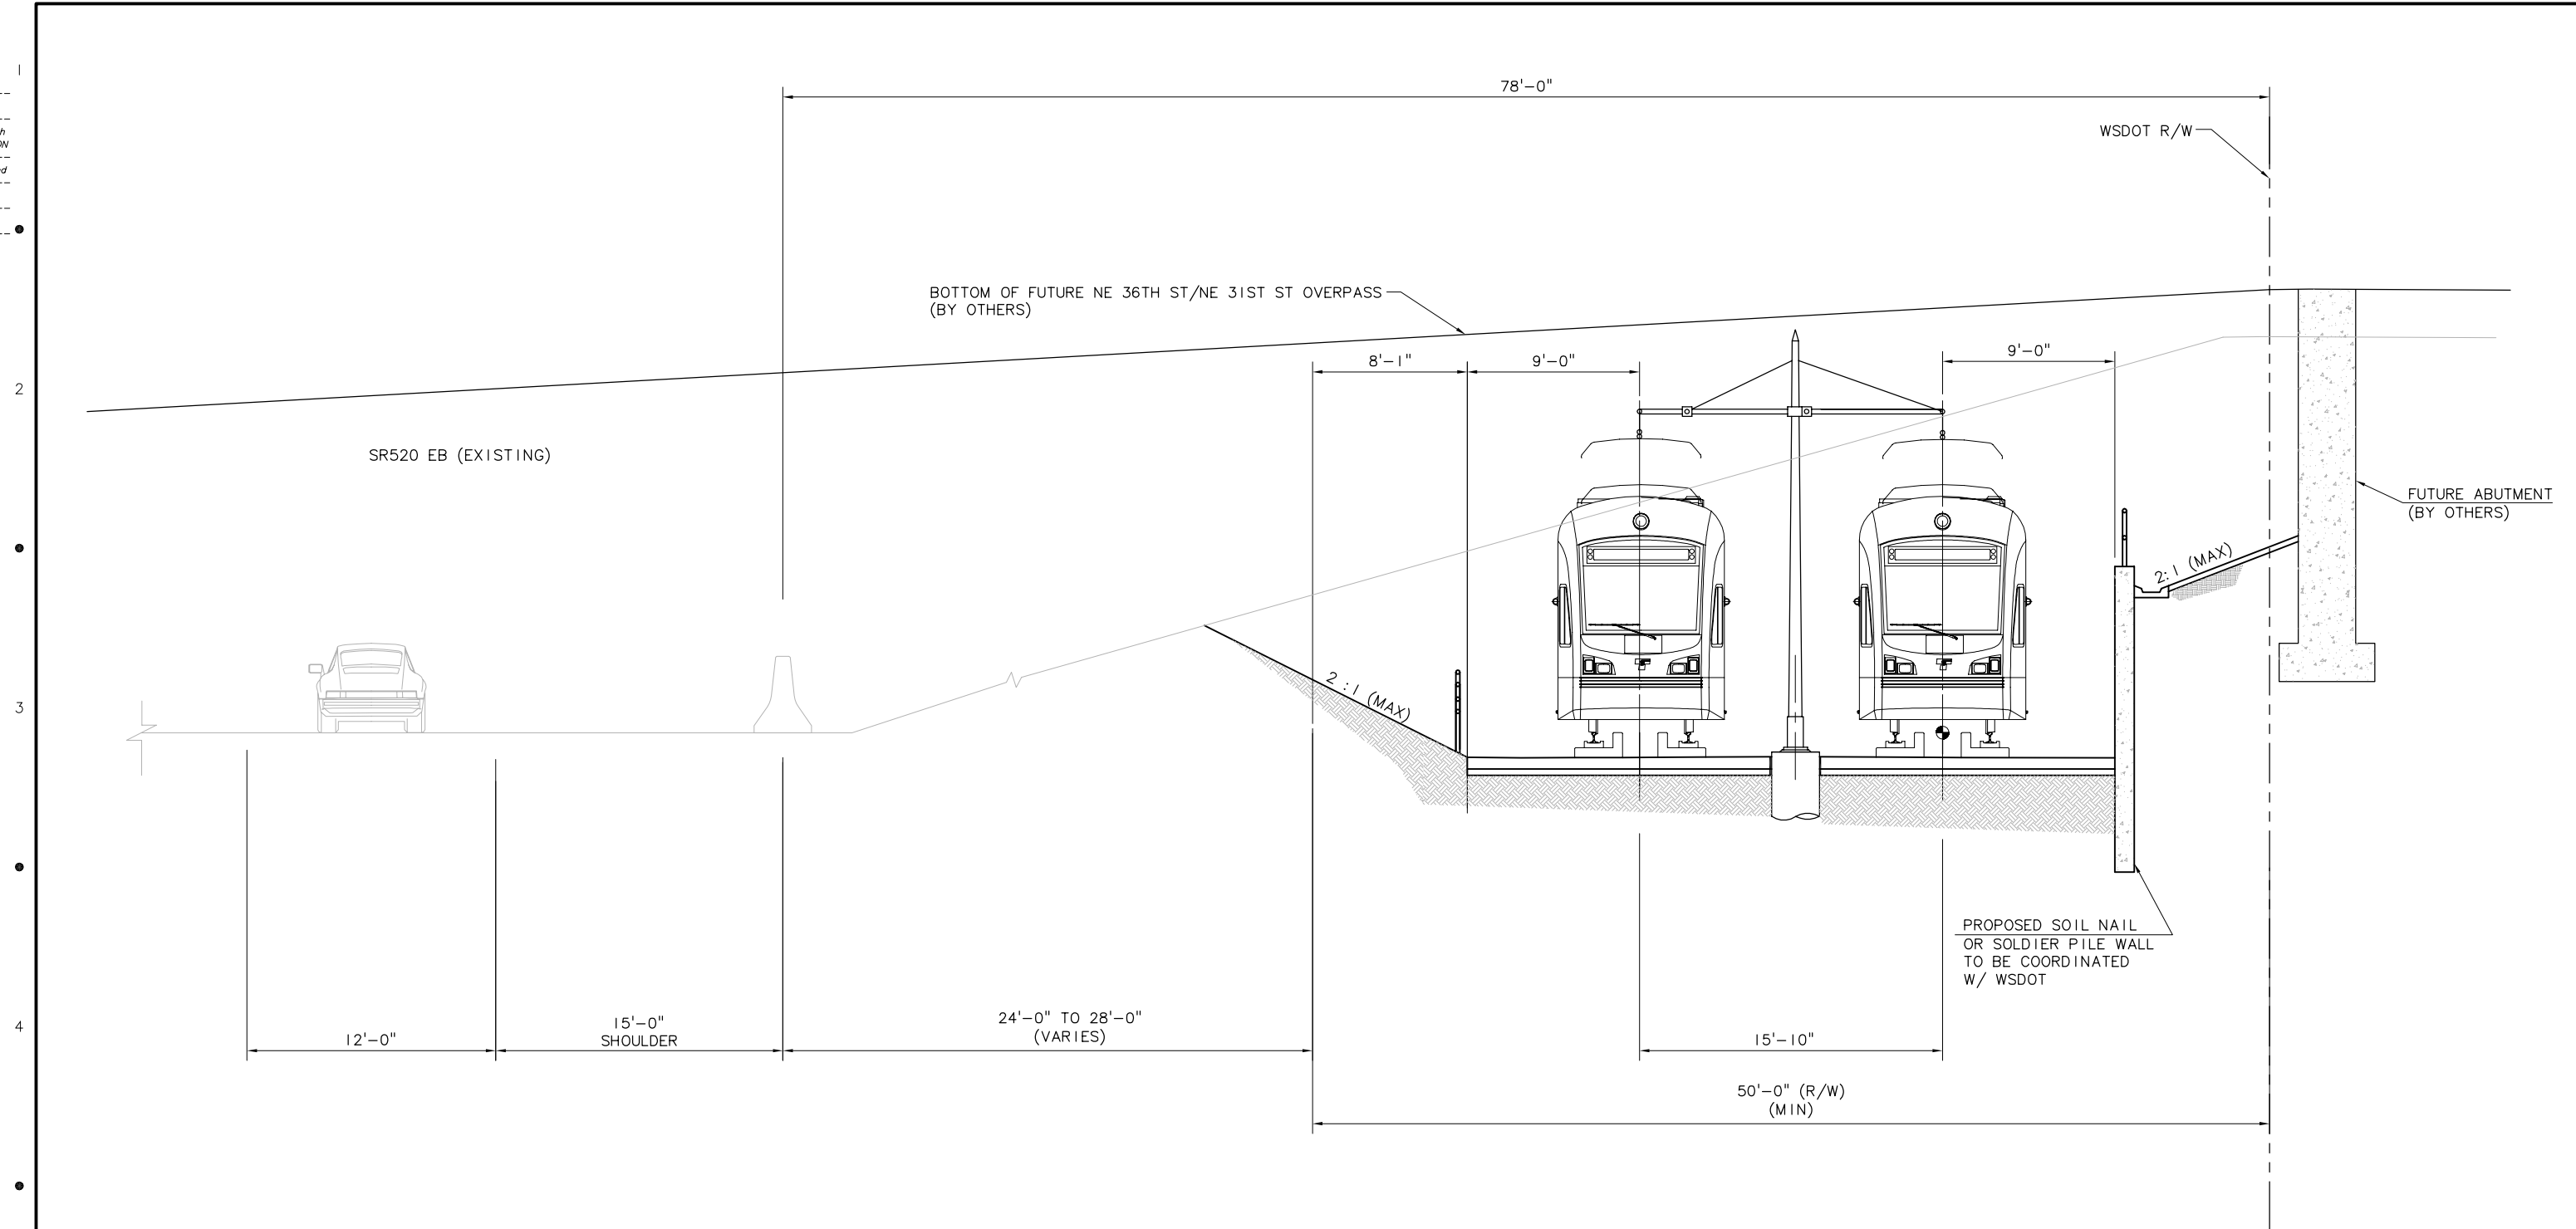 1
h
ON
ed
78'-0"
WSDOT R/W
BOTTOM OF FUTURE NE 36TH ST/NE 31ST ST OVERPASS
(BY OTHERS)
2
8'-1"
9'-0"
9'-0"
SR520 EB (EXISTING)
FUTURE ABUTMENT
(BY OTHERS)
2:1 (MAX)
2:1 (MAX)
3
PROPOSED SOIL NAIL
OR SOLDIER PILE WALL
TO BE COORDINATED
W/ WSDOT
4
12'-0"
15'-0"
SHOULDER
24'-0" TO 28'-0"
(VARIES)
15'-10"
50'-0" (R/W)
(MIN)